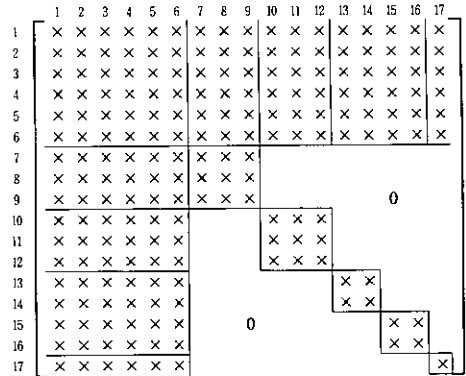 1 2 3 4 5 6 7 8 9 10 11 12 13 14 15 16 17
1 × × × × × × × × × × × × × × × × ×
2 × × × × × × × × × × × × × × × × ×
3 × × × × × × × × × × × × × × × × ×
4 × × × × × × × × × × × × × × × × ×
5 × × × × × × × × × × × × × × × × ×
6 × × × × × × × × × × × × × × × × ×
7 × × × × × × × × ×
8 × × × × × × × × ×
9 × × × × × × × × × 0
10 × × × × × × × × ×
11 × × × × × × × × ×
12 × × × × × × × × ×
13 × × × × × × × ×
14 × × × × × × × ×
15 × × × × × × 0 × ×
16 × × × × × × × ×
17 × × × × × × ×